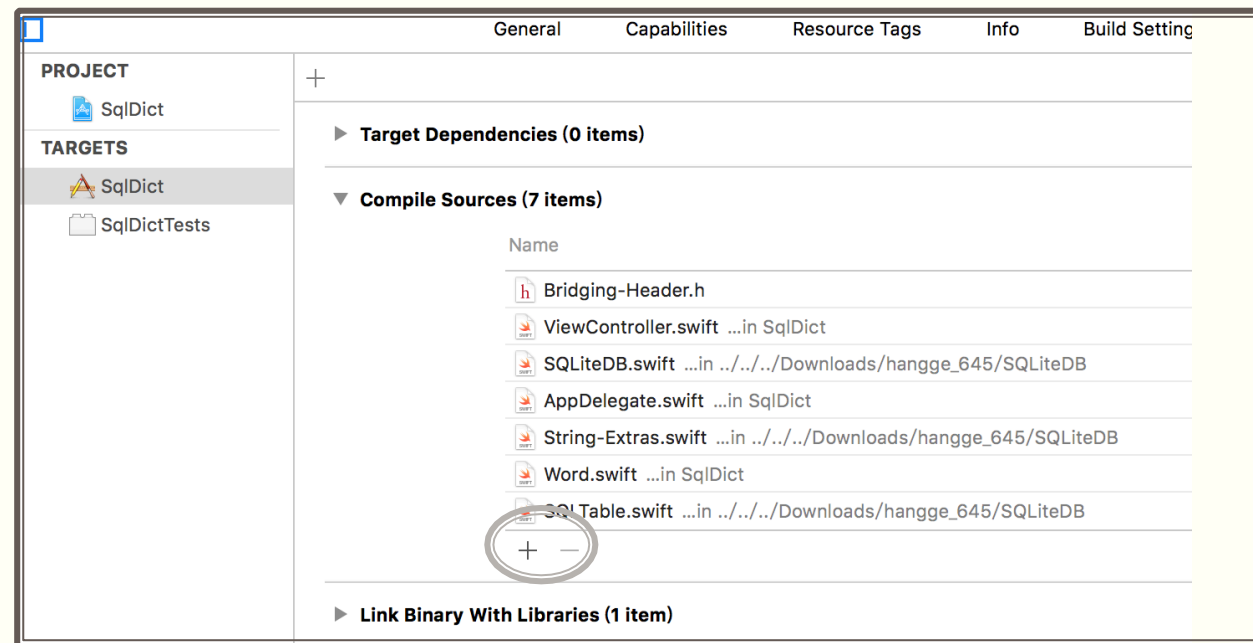 General Capabilities Resource Tags Info Build Setting
PROJECT
SqlDict
TARGETS
SqlDict
SqlDictTests
Target Dependencies (0 items)
Compile Sources (7 items)
Name
Bridging-Header.h
ViewController.swift ...in SqlDict
SQLiteDB.swift ...in ../../../Downloads/hangge_645/SQLiteDB
AppDelegate.swift ...in SqlDict
String-Extras.swift ...in ../../../Downloads/hangge_645/SQLiteDB
Word.swift ...in SqlDict
SQLTable.swift ...in ../../../Downloads/hangge_645/SQLiteDB
Link Binary With Libraries (1 item)